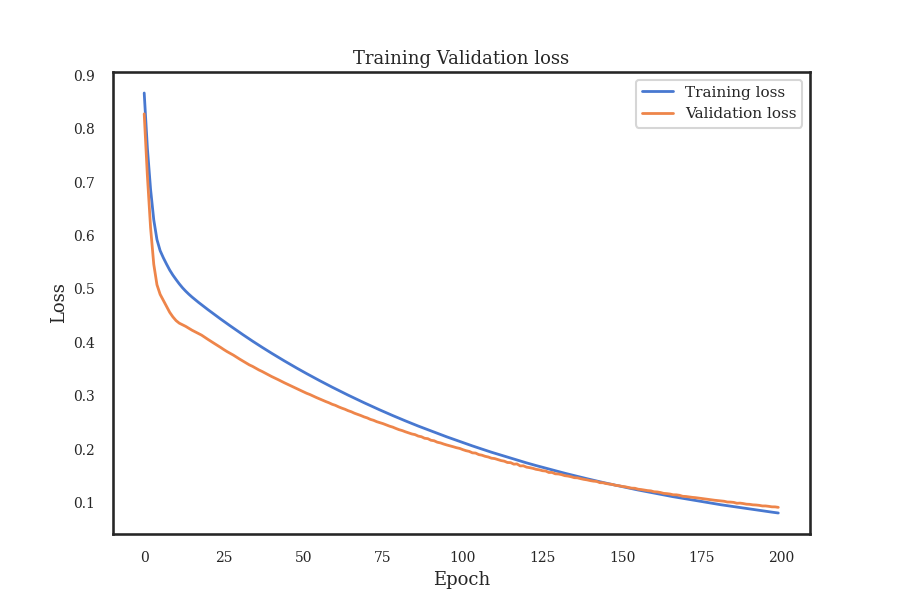 Training Validation loss
0.9
0.8
0.7
0.6
0.5
0.4
0.3
0.2
0.1
Loss
Training loss
Validation loss
0 25 50 75 100 125 150 175 200
Epoch